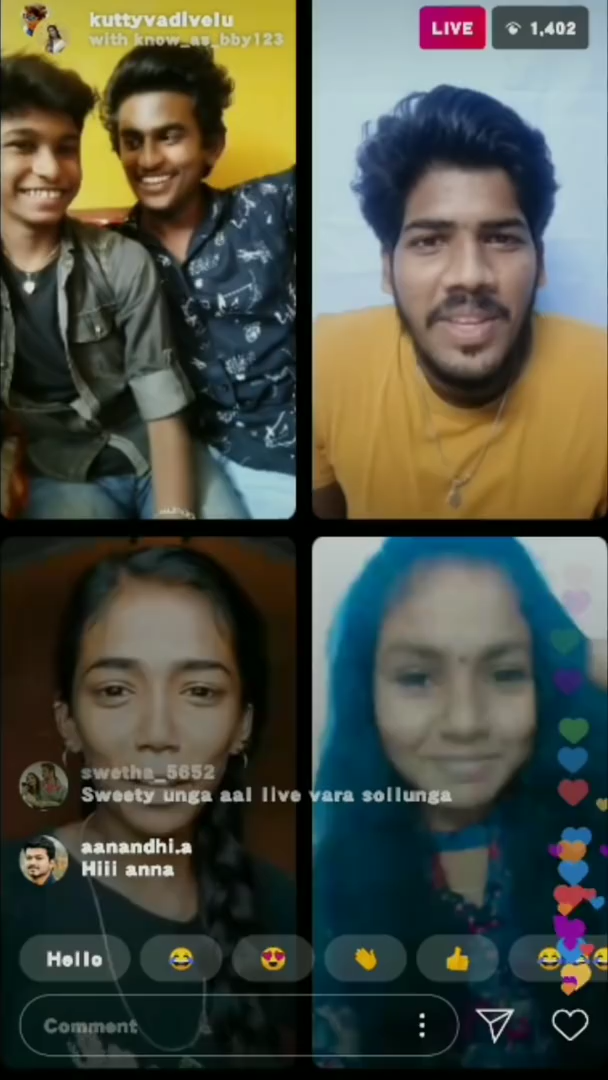 kuttyvadivelu
with know_as_bby123
LIVE
1,402
swetha_5652
Sweety unga aal live vara sollunga
aanandhi.a
Hiii anna
Hello
Comment